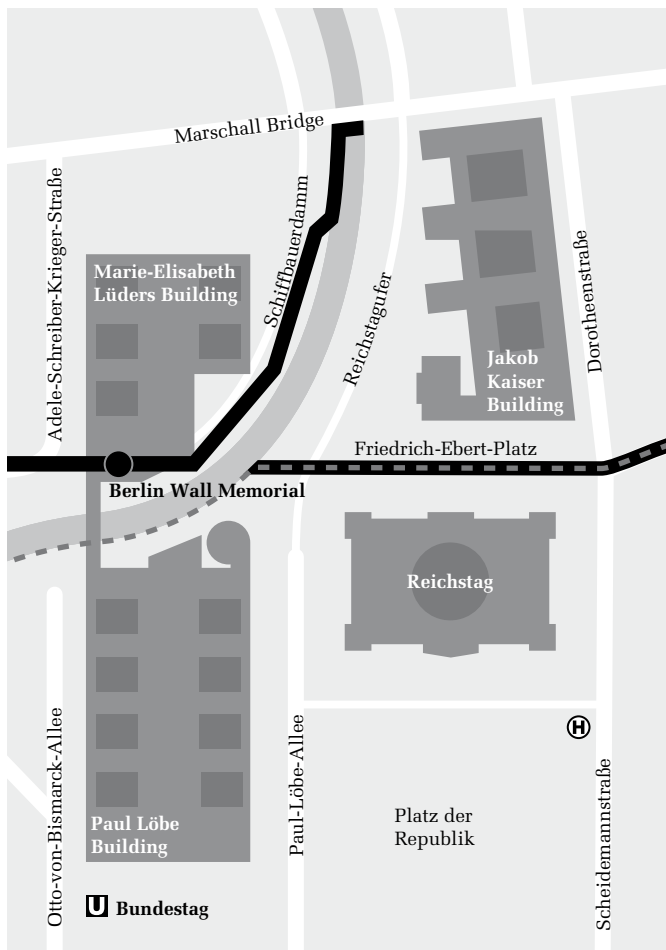 Marschall Bridge
Adele-Schreiber-Krieger-Straße
Schiffbauerdamm
Reichstagufer
Dorotheenstraße
Marie-Elisabeth
Lüders Building
Jakob
Kaiser
Building
Friedrich-Ebert-Platz
Berlin Wall Memorial
Reichstag
Otto-von-Bismarck-Allee
Paul-Löbe-Allee
Scheidemannstraße
H
Platz der
Republik
Paul Löbe
Building
U Bundestag